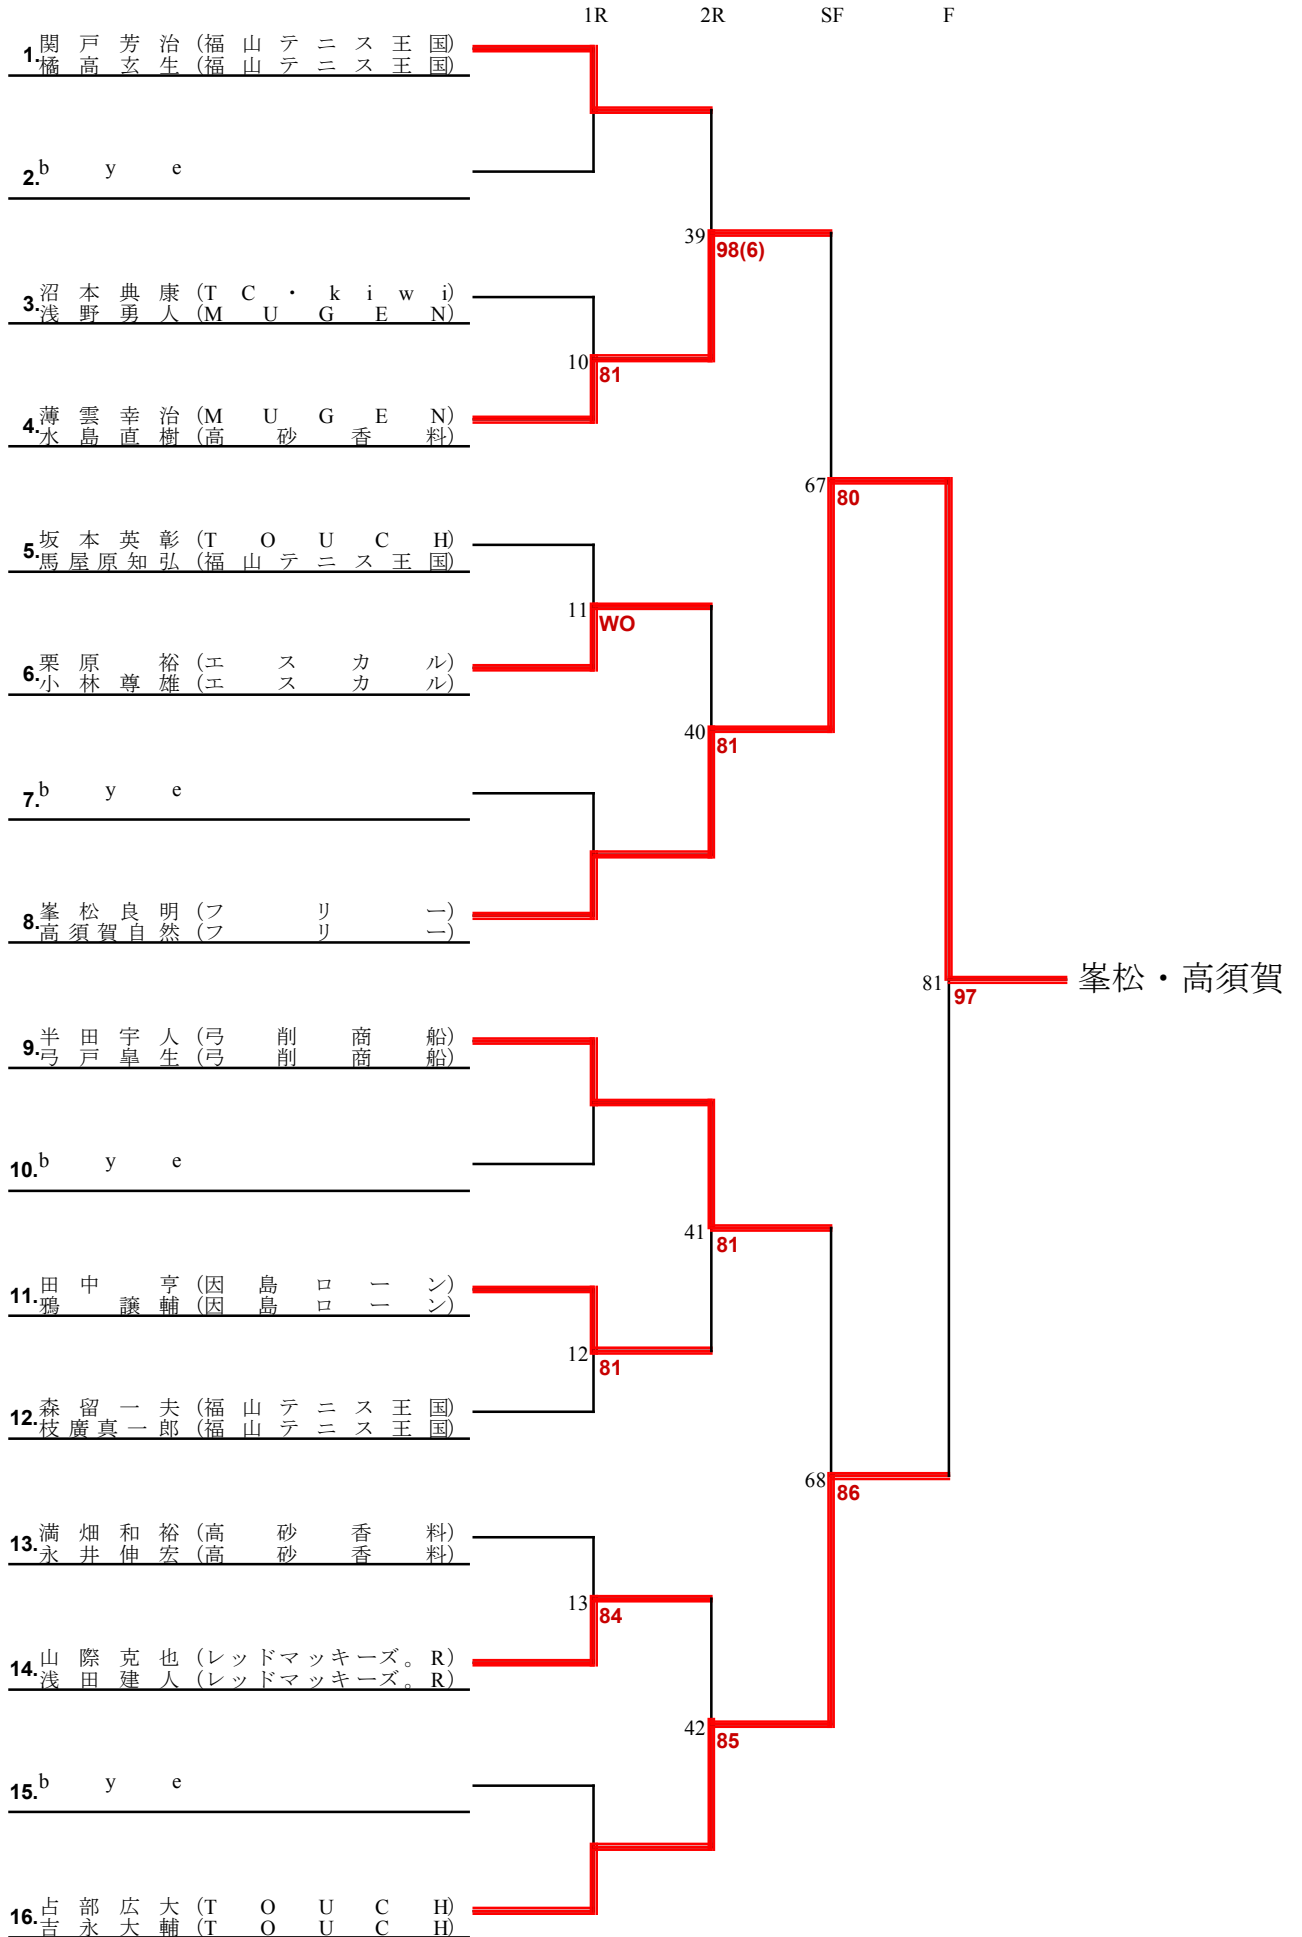 1R 2R SF F
1. 関戸芳治(福山テニス王国)
橘高玄生(福山テニス王国)
2. bye
39 98(6)
3. 沼本典康(TC・kiwi)
浅野勇人(MUGEN)
10 81
4. 薄雲幸治(MUGEN)
水島直樹(高砂香料)
67 80
5. 坂本英彰(TOUCH)
馬屋原知弘(福山テニス王国)
11 WO
6. 栗原裕(エスカル)
小林尊雄(エスカル)
40 81
7. bye
8. 峯松良明(フリー)
高須賀自然(フリー)
81 97 峯松・高須賀
9. 半田宇人(弓削商船)
弓戸皐生(弓削商船)
10. bye
41 81
11. 田中亨(因島ローン)
鴉譲輔(因島ローン)
12 81
12. 森留一夫(福山テニス王国)
枝廣真一郎(福山テニス王国)
68 86
13. 満畑和裕(高砂香料)
永井伸宏(高砂香料)
13 84
14. 山際克也(レッドマッキーズ。R)
浅田建人(レッドマッキーズ。R)
42 85
15. bye
16. 占部広大(TOUCH)
吉永大輔(TOUCH)